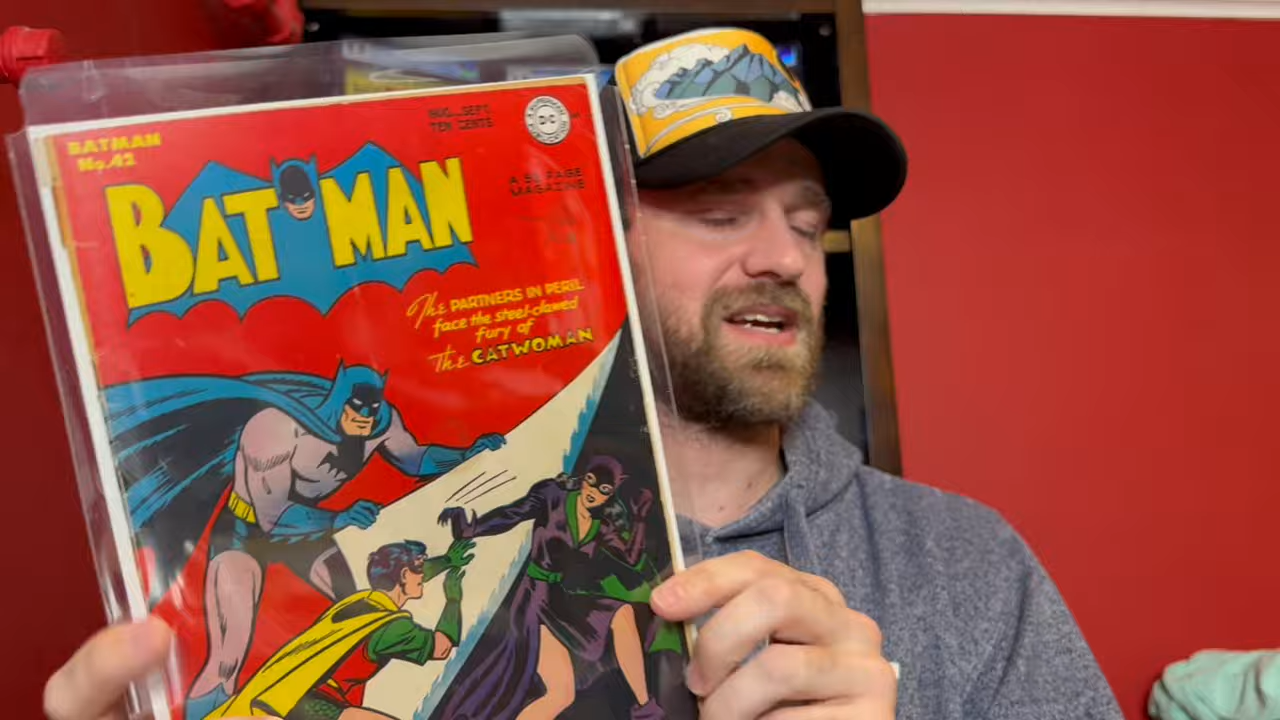 BATMAN
No. 42
AUG.-SEPT.
TEN CENTS
DC
A 52 PAGE
MAGAZINE
BATMAN
The PARTNERS IN PERIL
face the steel-clawed
fury of
The CATWOMAN